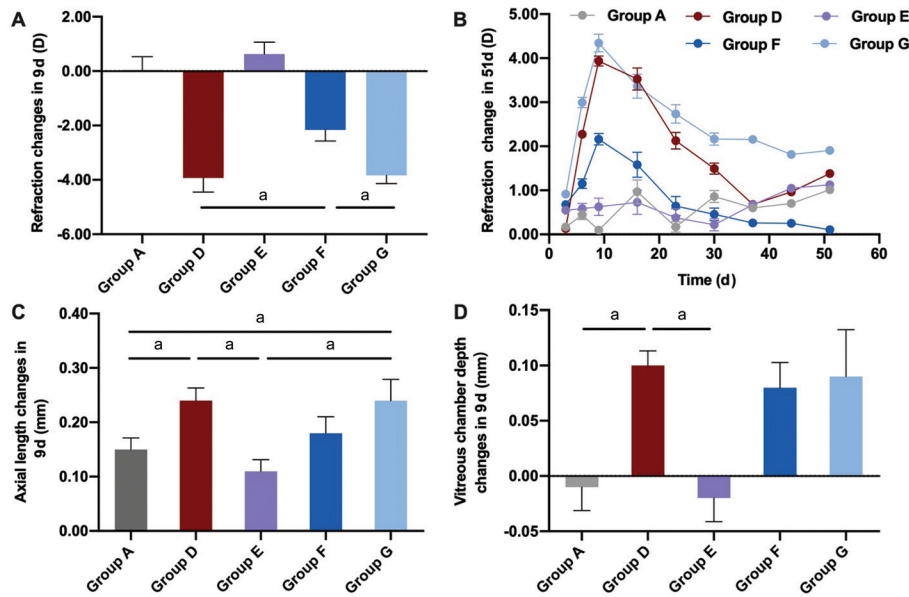 A
Refraction changes in 9d (D)
2.00
0.00
-2.00
-4.00
-6.00
a
a
Group A
Group D
Group E
Group F
Group G
B
Group A
Group D
Group E
Group F
Group G
Refraction change in 51d (D)
5.00
4.00
3.00
2.00
1.00
0.00
0
10
20
30
40
50
60
Time (d)
C
Axial length changes in
9d (mm)
0.40
0.30
0.20
0.10
0.00
a
a
a
a
Group A
Group D
Group E
Group F
Group G
D
Vitreous chamber depth
changes in 9d (mm)
0.15
0.10
0.05
0.00
-0.05
a
a
Group A
Group D
Group E
Group F
Group G